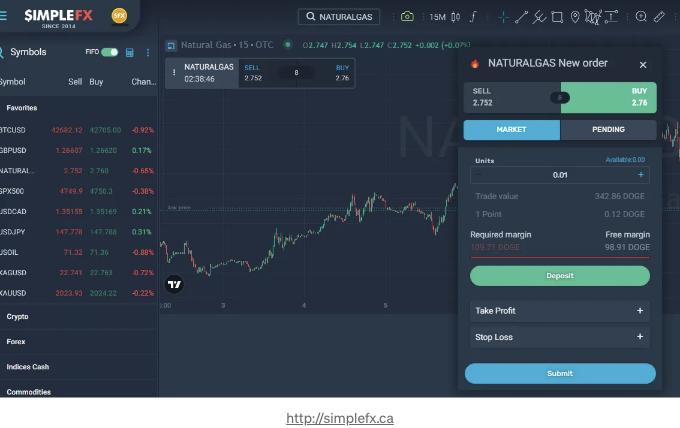 $IMPLEFX
SINCE 2014
SFX
NATURALGAS
15M
Symbols
FIFO
Natural Gas · 15 · OTC
O2.747 H2.754 L2.747 C2.752 +0.002 (+0.07%)
NATURALGAS
02:38:46
SELL
2.752
8
BUY
2.76
ymbol Sell Buy Chan...
Favorites
BTCUSD 42682.12 42705.00 -0.92%
GBPUSD 1.26607 1.26620 0.17%
NATURAL... 2.752 2.760 -0.65%
SPX500 4749.9 4750.3 -0.38%
USDCAD 1.35155 1.35169 0.21%
USDJPY 147.778 147.788 0.31%
USOIL 71.32 71.36 -0.88%
XAGUSD 22.741 22.763 -0.72%
XAUUSD 2023.93 2024.22 -0.22%
Crypto
Forex
Indices Cash
Commodities
3 4 5
NATURALGAS New order
SELL
2.752
8
BUY
2.76
MARKET PENDING
Units Available:0.00
0.01
Trade value 342.86 DOGE
1 Point 0.12 DOGE
Required margin Free margin
109.71 DOGE 98.91 DOGE
Deposit
Take Profit +
Stop Loss +
Submit
http://simplefx.ca